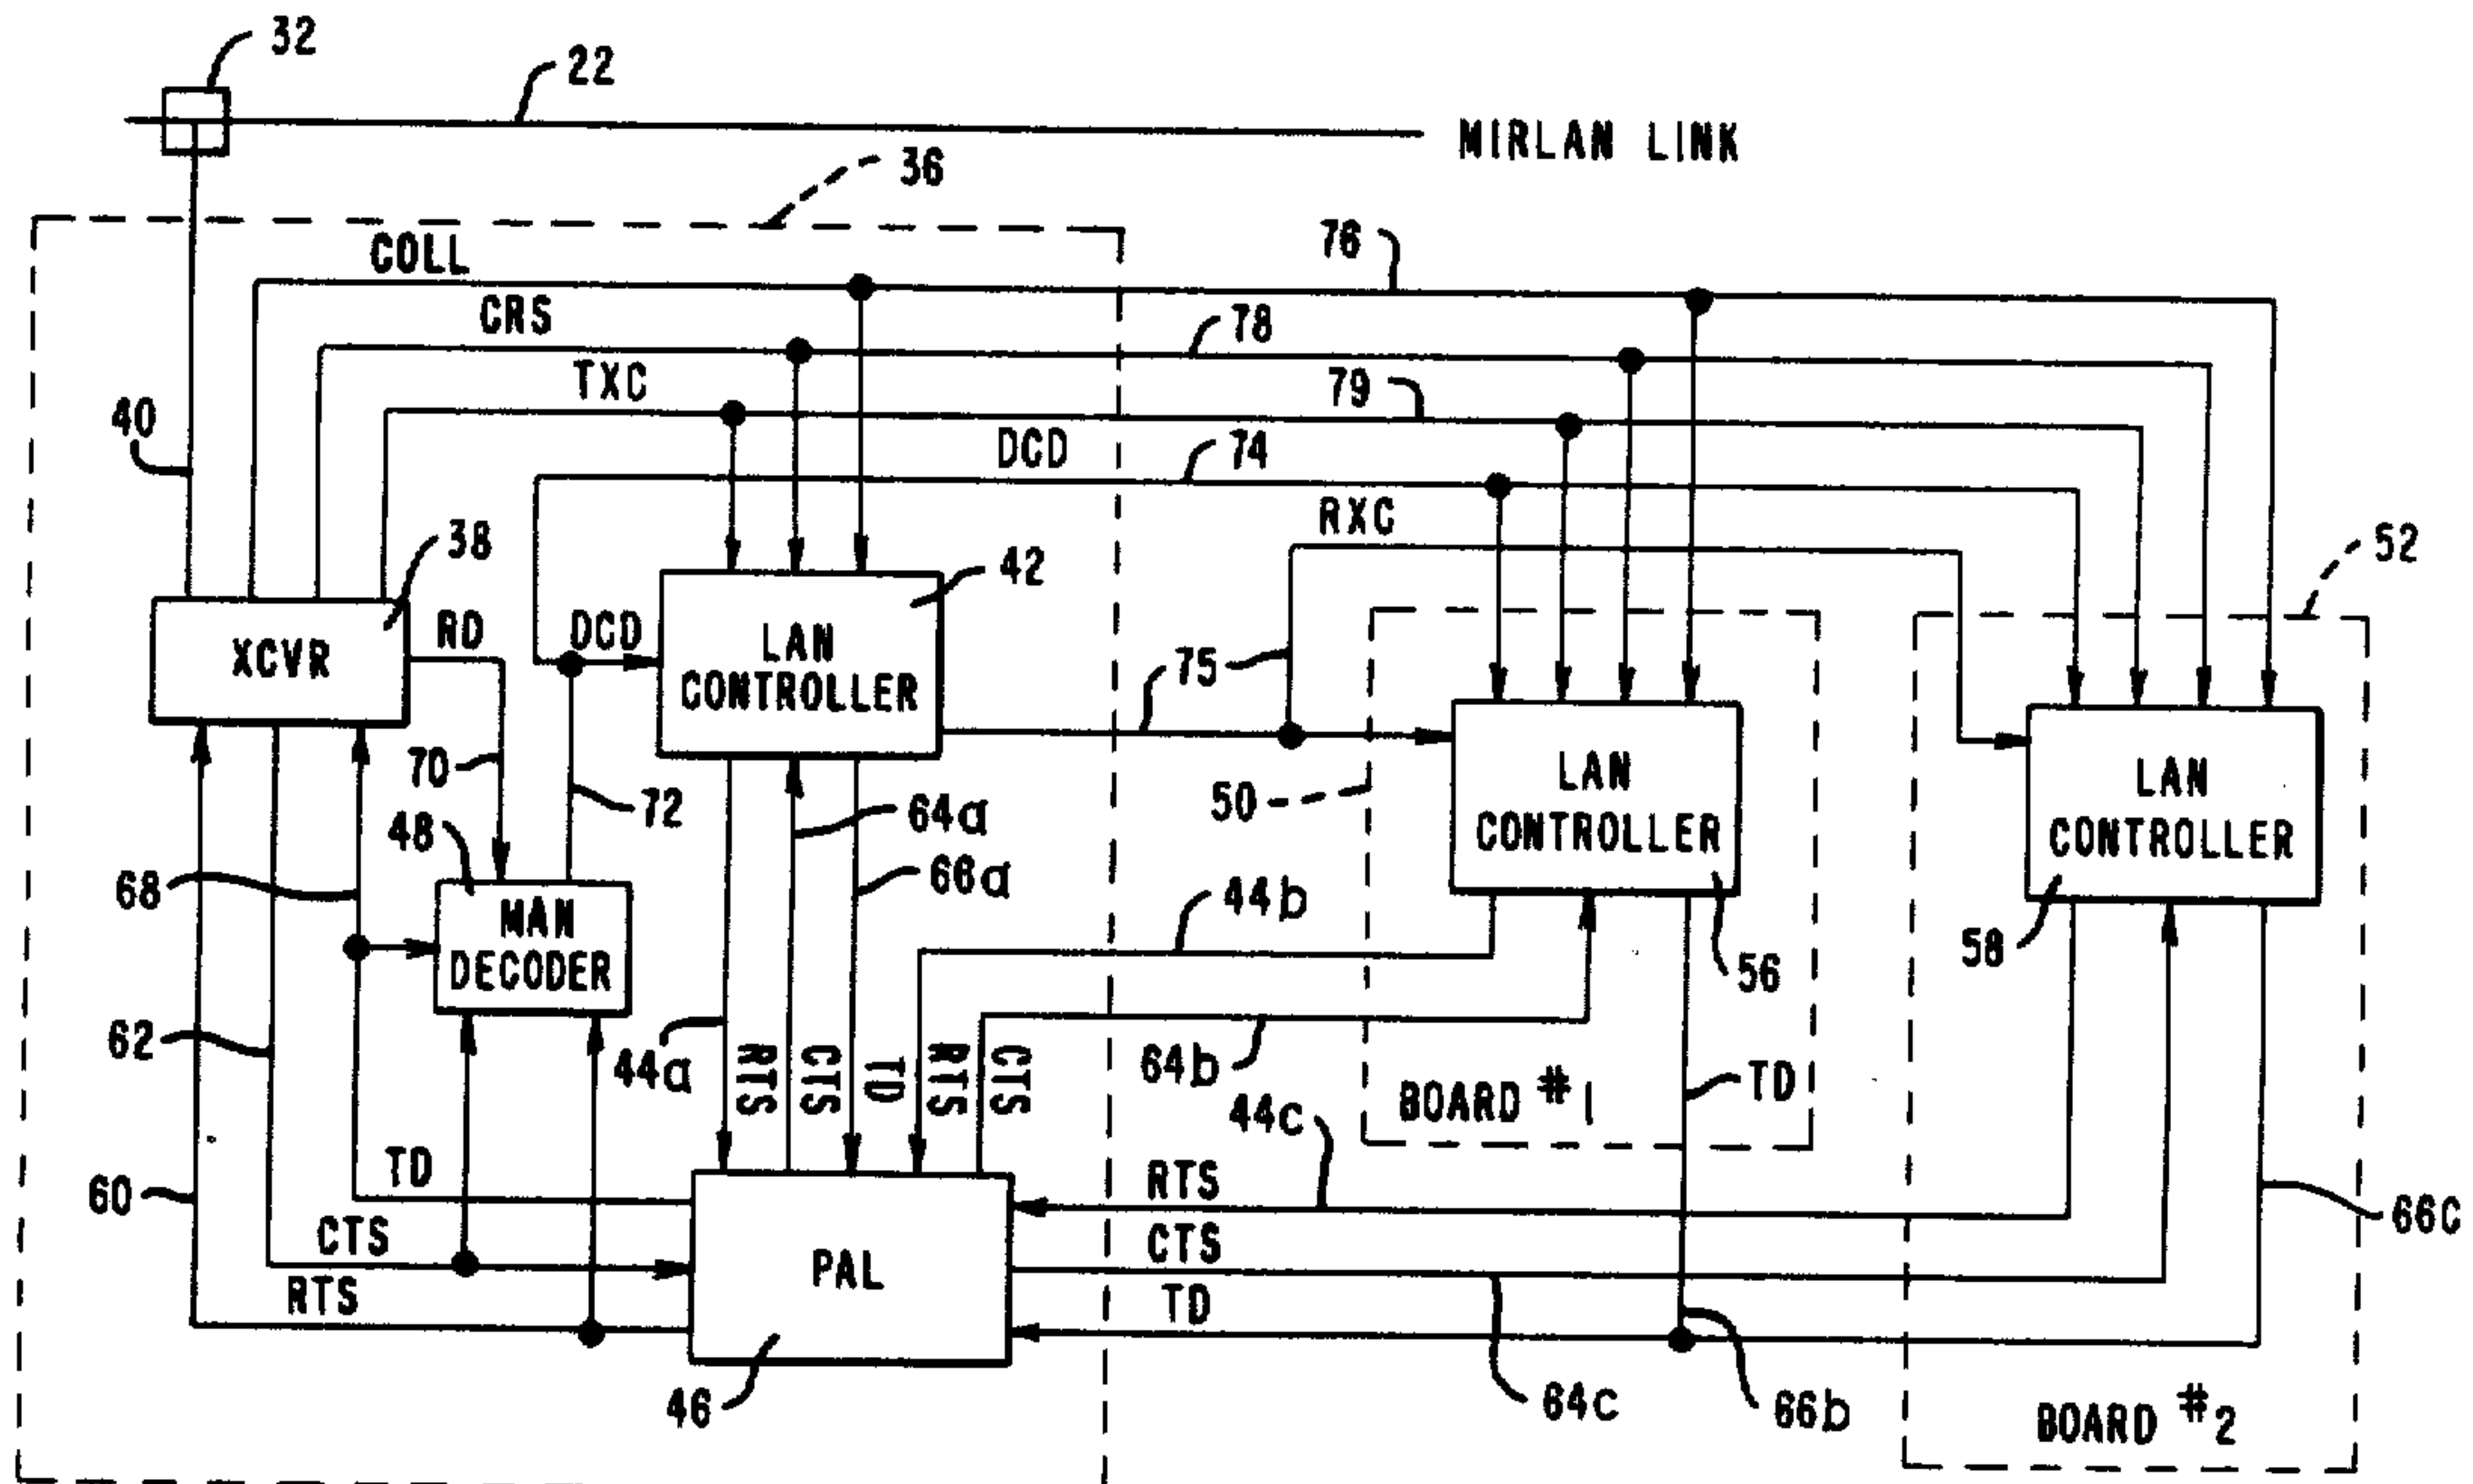 32
22
MIRLAN LINK
36
COLL
76
CRS
78
TXC
79
40
DCD
74
RXC
38
52
42
RD
DCD
XCVR
LAN
CONTROLLER
75
70
72
64a
50
LAN
CONTROLLER
LAN
CONTROLLER
48
66a
68
44b
MAN
DECODER
58
56
62
44a
RTS
CTS
TD
RTS
CTS
64b
BOARD #1
TD
44c
TD
60
RTS
66c
CTS
CTS
PAL
RTS
TD
46
64c
66b
BOARD #2